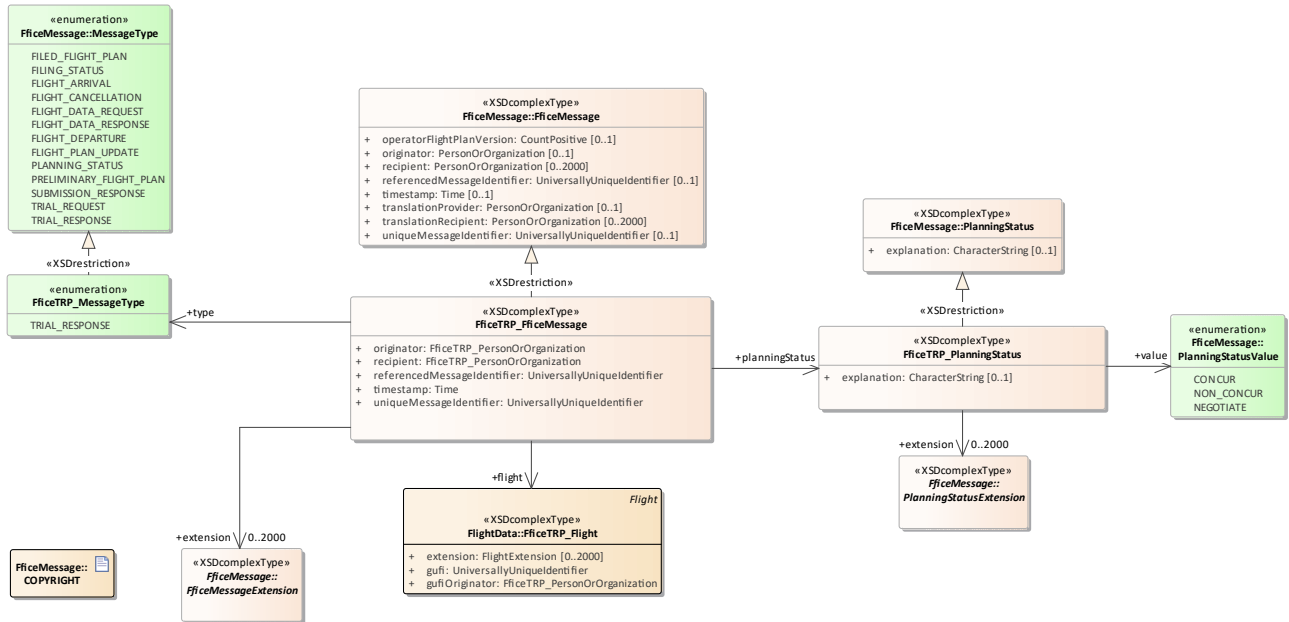 «enumeration»
FficeMessage::MessageType
FILED_FLIGHT_PLAN
FILING_STATUS
FLIGHT_ARRIVAL
FLIGHT_CANCELLATION
FLIGHT_DATA_REQUEST
FLIGHT_DATA_RESPONSE
FLIGHT_DEPARTURE
FLIGHT_PLAN_UPDATE
PLANNING_STATUS
PRELIMINARY_FLIGHT_PLAN
SUBMISSION_RESPONSE
TRIAL_REQUEST
TRIAL_RESPONSE
«XSDrestriction»
«enumeration»
FficeTRP_MessageType
TRIAL_RESPONSE
+type
«XSDcomplexType»
FficeMessage::FficeMessage
+ operatorFlightPlanVersion: CountPositive [0..1]
+ originator: PersonOrOrganization [0..1]
+ recipient: PersonOrOrganization [0..2000]
+ referencedMessageIdentifier: UniversallyUniqueIdentifier [0..1]
+ timestamp: Time [0..1]
+ translationProvider: PersonOrOrganization [0..1]
+ translationRecipient: PersonOrOrganization [0..2000]
+ uniqueMessageIdentifier: UniversallyUniqueIdentifier [0..1]
«XSDrestriction»
«XSDcomplexType»
FficeTRP_FficeMessage
+ originator: FficeTRP_PersonOrOrganization
+ recipient: FficeTRP_PersonOrOrganization
+ referencedMessageIdentifier: UniversallyUniqueIdentifier
+ timestamp: Time
+ uniqueMessageIdentifier: UniversallyUniqueIdentifier
+planningStatus
«XSDcomplexType»
FficeMessage::PlanningStatus
+ explanation: CharacterString [0..1]
«XSDrestriction»
«XSDcomplexType»
FficeTRP_PlanningStatus
+ explanation: CharacterString [0..1]
+value
«enumeration»
FficeMessage::
PlanningStatusValue
CONCUR
NON_CONCUR
NEGOTIATE
+extension 0..2000
«XSDcomplexType»
FficeMessage::
PlanningStatusExtension
+flight
Flight
«XSDcomplexType»
FlightData::FficeTRP_Flight
+ extension: FlightExtension [0..2000]
+ gufi: UniversallyUniqueIdentifier
+ gufiOriginator: FficeTRP_PersonOrOrganization
+extension 0..2000
«XSDcomplexType»
FficeMessage::
FficeMessageExtension
FficeMessage::
COPYRIGHT